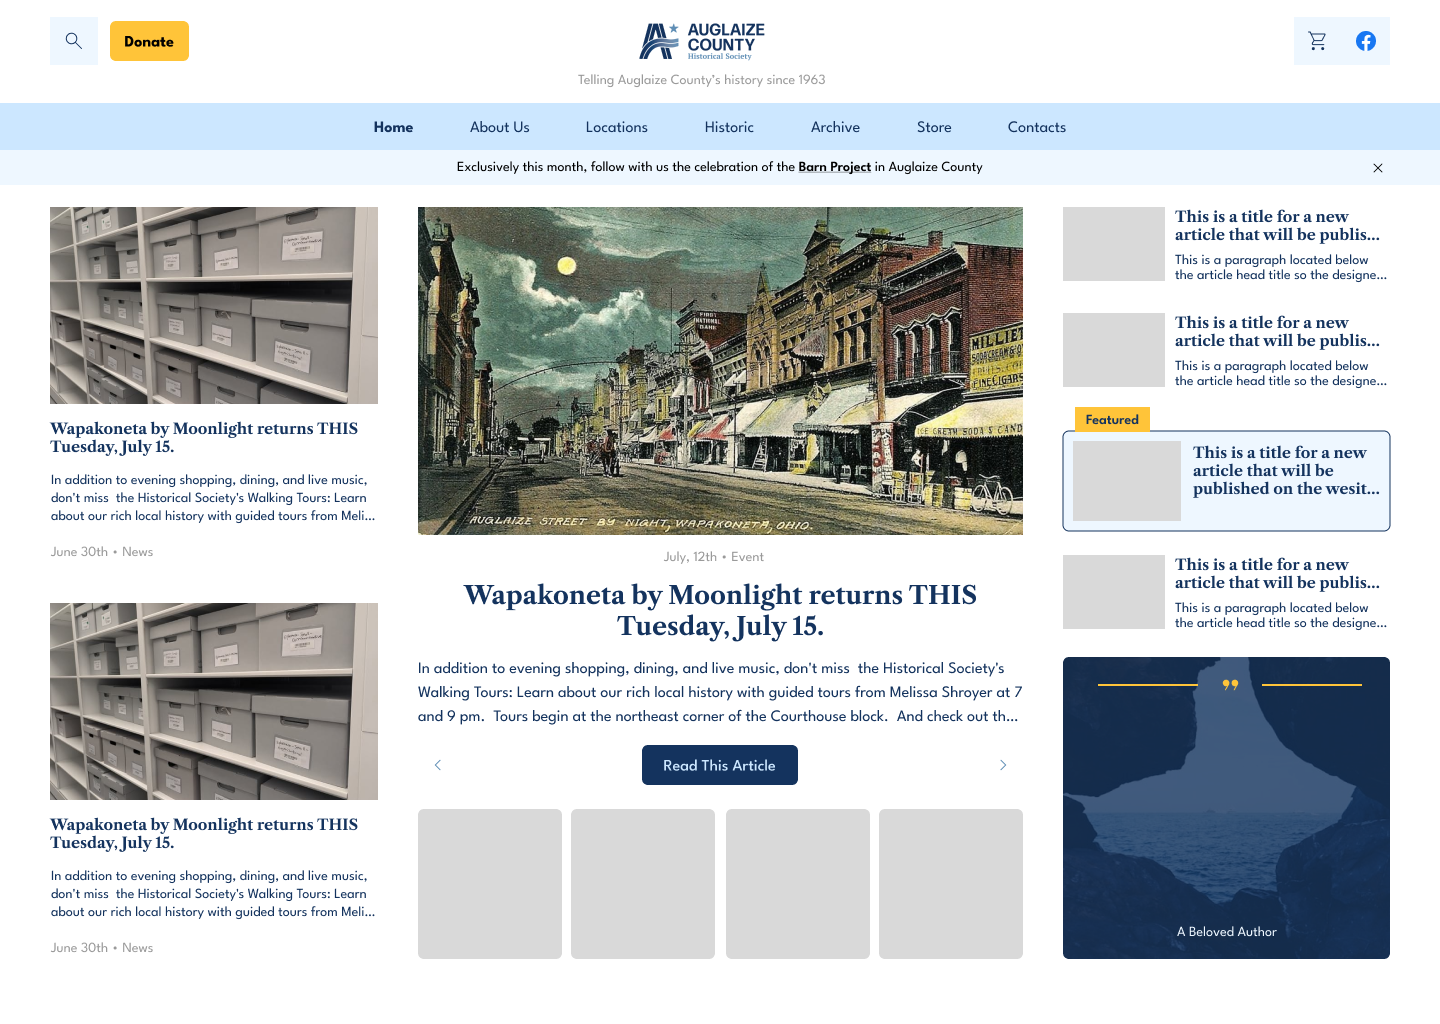 Donate
AUGLAIZE
COUNTY
Historical Society
Telling Auglaize County's history since 1963
Home About Us Locations Historic Archive Store Contacts
Exclusively this month, follow with us the celebration of the Barn Project in Auglaize County
Wapakoneta by Moonlight returns THIS
Tuesday, July 15.
In addition to evening shopping, dining, and live music,
don't miss  the Historical Society's Walking Tours: Learn
about our rich local history with guided tours from Meli...
June 30th • News
Wapakoneta by Moonlight returns THIS
Tuesday, July 15.
In addition to evening shopping, dining, and live music,
don't miss  the Historical Society's Walking Tours: Learn
about our rich local history with guided tours from Meli...
June 30th • News
FIRST
NATIONAL
BANK
MILLIE
FINE CIGARS
ICE CREAM SODA & CAND
AUGLAIZE STREET BY NIGHT, WAPAKONETA, OHIO.
July, 12th • Event
Wapakoneta by Moonlight returns THIS
Tuesday, July 15.
In addition to evening shopping, dining, and live music, don't miss  the Historical Society's
Walking Tours: Learn about our rich local history with guided tours from Melissa Shroyer at 7
and 9 pm.  Tours begin at the northeast corner of the Courthouse block.  And check out th...
Read This Article
This is a title for a new
article that will be publis...
This is a paragraph located below
the article head title so the designe...
This is a title for a new
article that will be publis...
This is a paragraph located below
the article head title so the designe...
Featured
This is a title for a new
article that will be
published on the wesit...
This is a title for a new
article that will be publis...
This is a paragraph located below
the article head title so the designe...
A Beloved Author